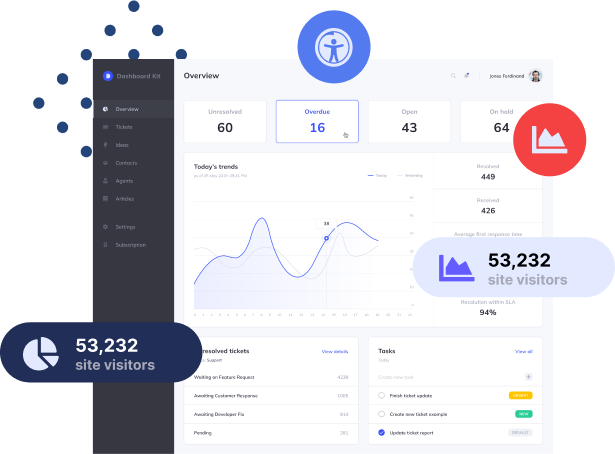 Dashboard Kit
Overview
Jones Ferdinand
Overview
Tickets
Ideas
Contacts
Agents
Articles
Settings
Subscription
Unresolved
60
Overdue
16
Open
43
On hold
64
Today's trends
as of 25 May 2019, 09:41 PM
Today
Yesterday
38
Resolved
449
Received
426
Average first response time
53,232
site visitors
Resolution within SLA
94%
53,232
site visitors
resolved tickets
Support
View details
Waiting on Feature Request
4238
Awaiting Customer Response
1005
Awaiting Developer Fix
914
Pending
281
Tasks
Today
View all
Create new task
Finish ticket update
URGENT
Create new ticket example
NEW
Update ticket report
DEFAULT